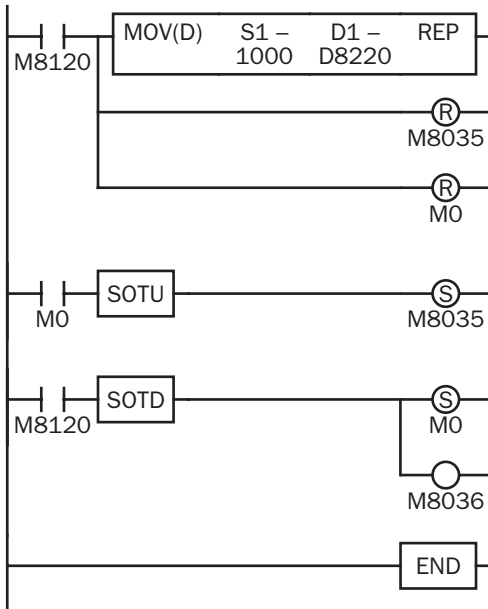 MOV(D) S1 – D1 – REP
1000 D8220
M8120
R
M8035
R
M0
SOTU
S
M0
M8035
SOTD
S
M8120
M0
M8036
END